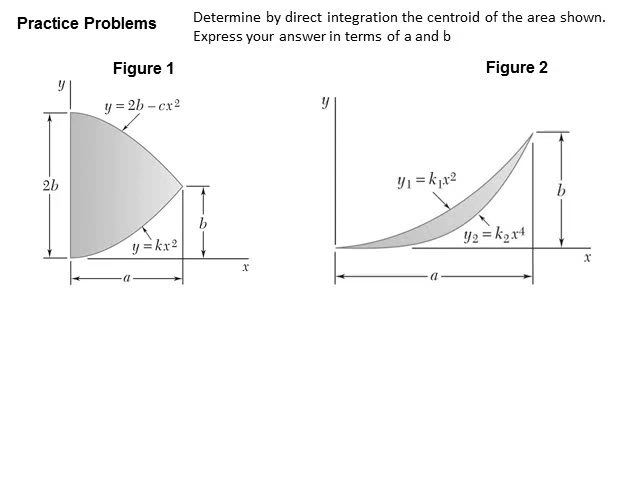 Practice Problems
Determine by direct integration the centroid of the area shown.
Express your answer in terms of a and b
Figure 1
y
y = 2b – cx²
2b
b
y = kx²
x
a
Figure 2
y
y₁ = k₁x²
b
y₂ = k₂x⁴
x
a